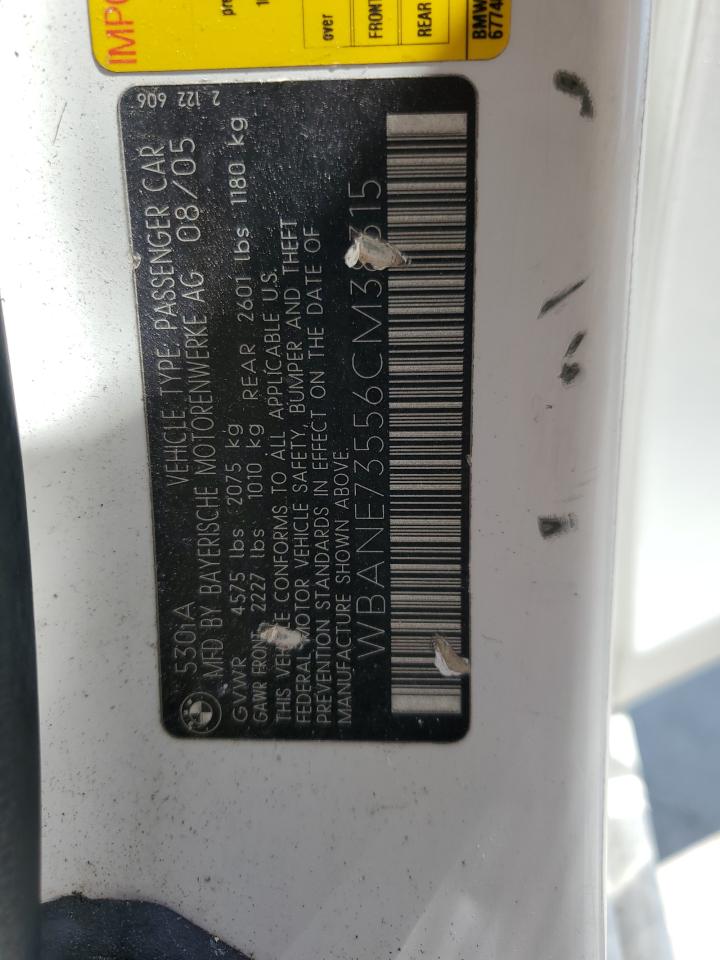 over
FRONT
REAR
BMW
2 122 606
530iA VEHICLE TYPE PASSENGER CAR
MFD BY BAYERISCHE MOTORENWERKE AG 08/05
GVWR 4575 lbs 2075 kg
GAWR FRONT 2227 lbs 1010 kg REAR 2601 lbs 1180 kg
THIS VEHICLE CONFORMS TO ALL APPLICABLE U.S.
FEDERAL MOTOR VEHICLE SAFETY, BUMPER AND THEFT
PREVENTION STANDARDS IN EFFECT ON THE DATE OF
MANUFACTURE SHOWN ABOVE.